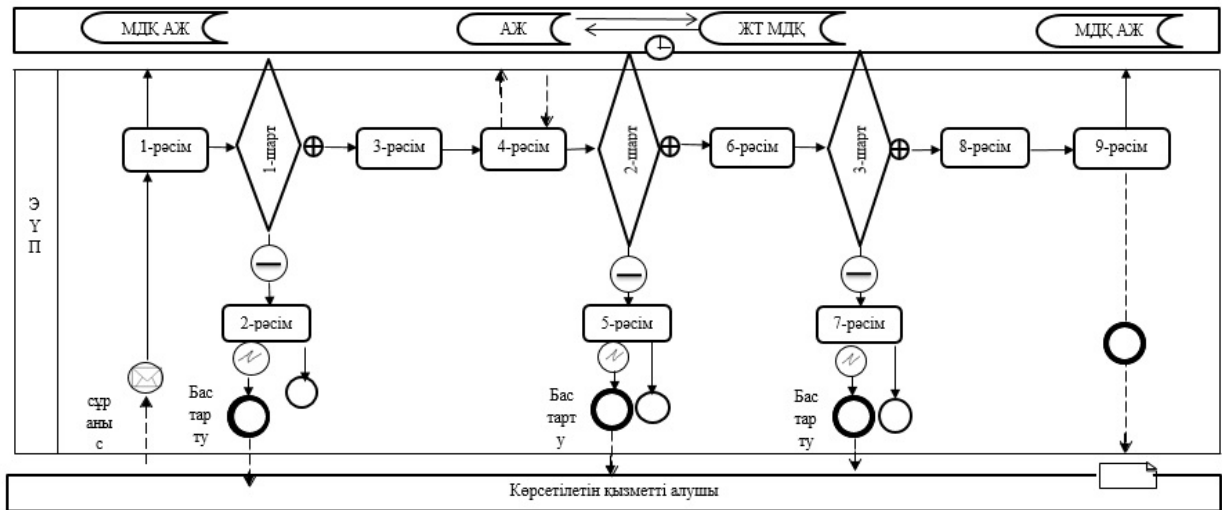 МДҚ АЖ
АЖ
ЖТ МДҚ
МДҚ АЖ
Э
Ү
П
1-рәсім
1-шарт
3-рәсім
4-рәсім
2-шарт
6-рәсім
3-шарт
8-рәсім
9-рәсім
2-рәсім
5-рәсім
7-рәсім
сұр
аны
с
Бас
тар
ту
Бас
тарт
у
Бас
тар
ту
Көрсетілетін қызметті алушы